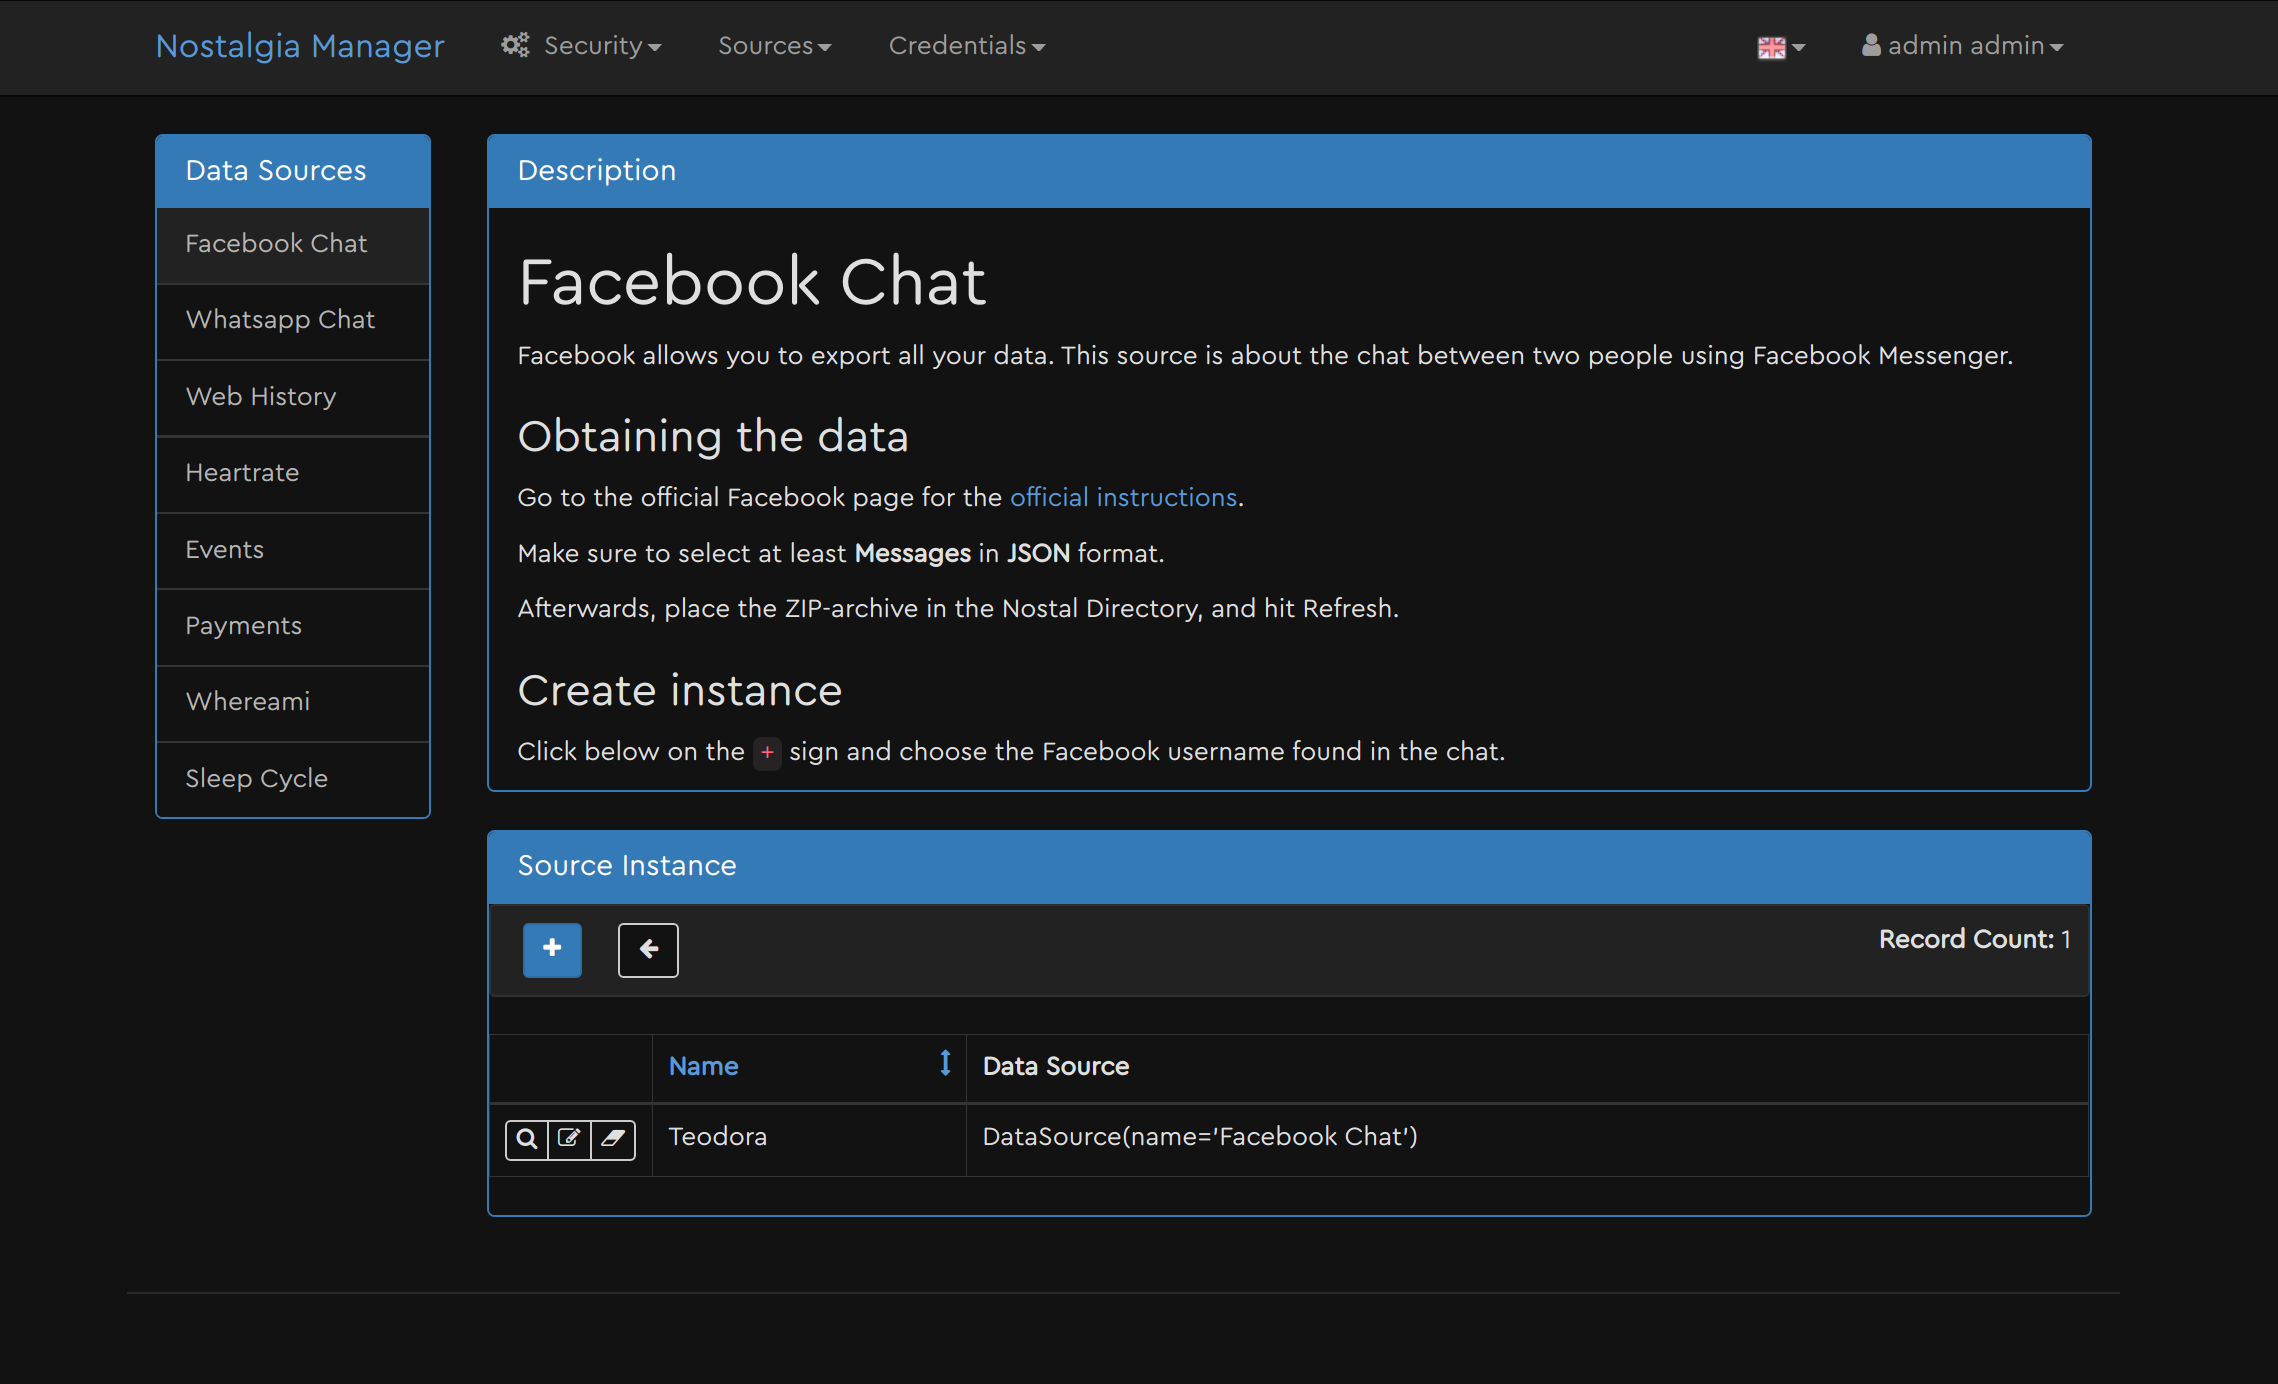 Nostalgia Manager Security Sources Credentials admin admin
Data Sources
Facebook Chat
Whatsapp Chat
Web History
Heartrate
Events
Payments
Whereami
Sleep Cycle
Description
Facebook Chat
Facebook allows you to export all your data. This source is about the chat between two people using Facebook Messenger.
Obtaining the data
Go to the official Facebook page for the official instructions.
Make sure to select at least Messages in JSON format.
Afterwards, place the ZIP-archive in the Nostal Directory, and hit Refresh.
Create instance
Click below on the + sign and choose the Facebook username found in the chat.
Source Instance
Record Count: 1
Name Data Source
Teodora DataSource(name='Facebook Chat')